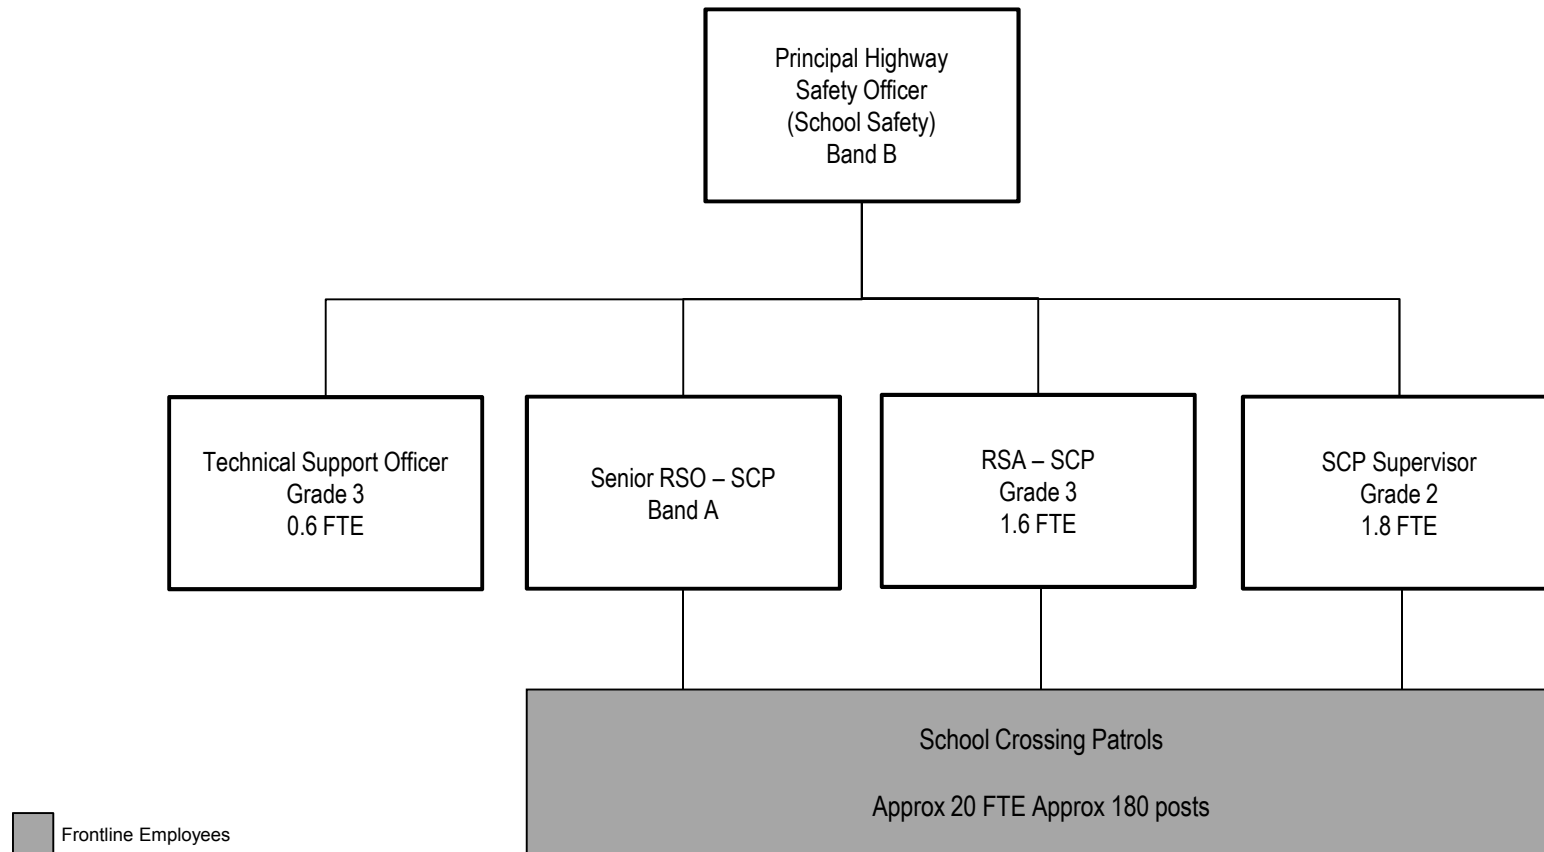 Principal Highway
Safety Officer
(School Safety)
Band B
Technical Support Officer
Grade 3
0.6 FTE
Senior RSO – SCP
Band A
RSA – SCP
Grade 3
1.6 FTE
SCP Supervisor
Grade 2
1.8 FTE
School Crossing Patrols
Approx 20 FTE Approx 180 posts
Frontline Employees